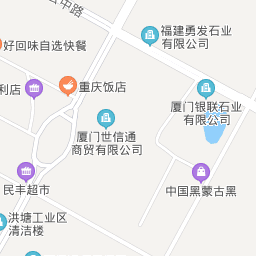 中路
福建勇发石业
有限公司
好回味自选快餐
利店
重庆饭店
厦门银联石业
有限公司
厦门世信通
商贸有限公司
民丰超市
中国黑蒙古黑
洪塘工业区
清洁楼